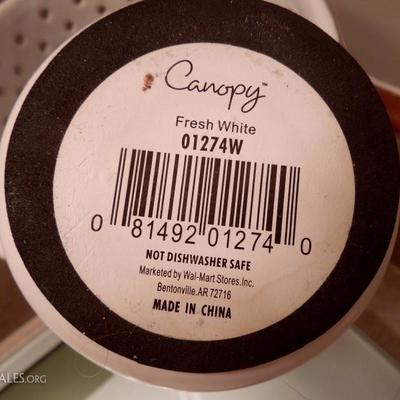 Canopy™
Fresh White
01274W
0 81492 01274 0
NOT DISHWASHER SAFE
Marketed by Wal-Mart Stores.Inc.
Bentonville.AR 72716
MADE IN CHINA
ALES.ORG